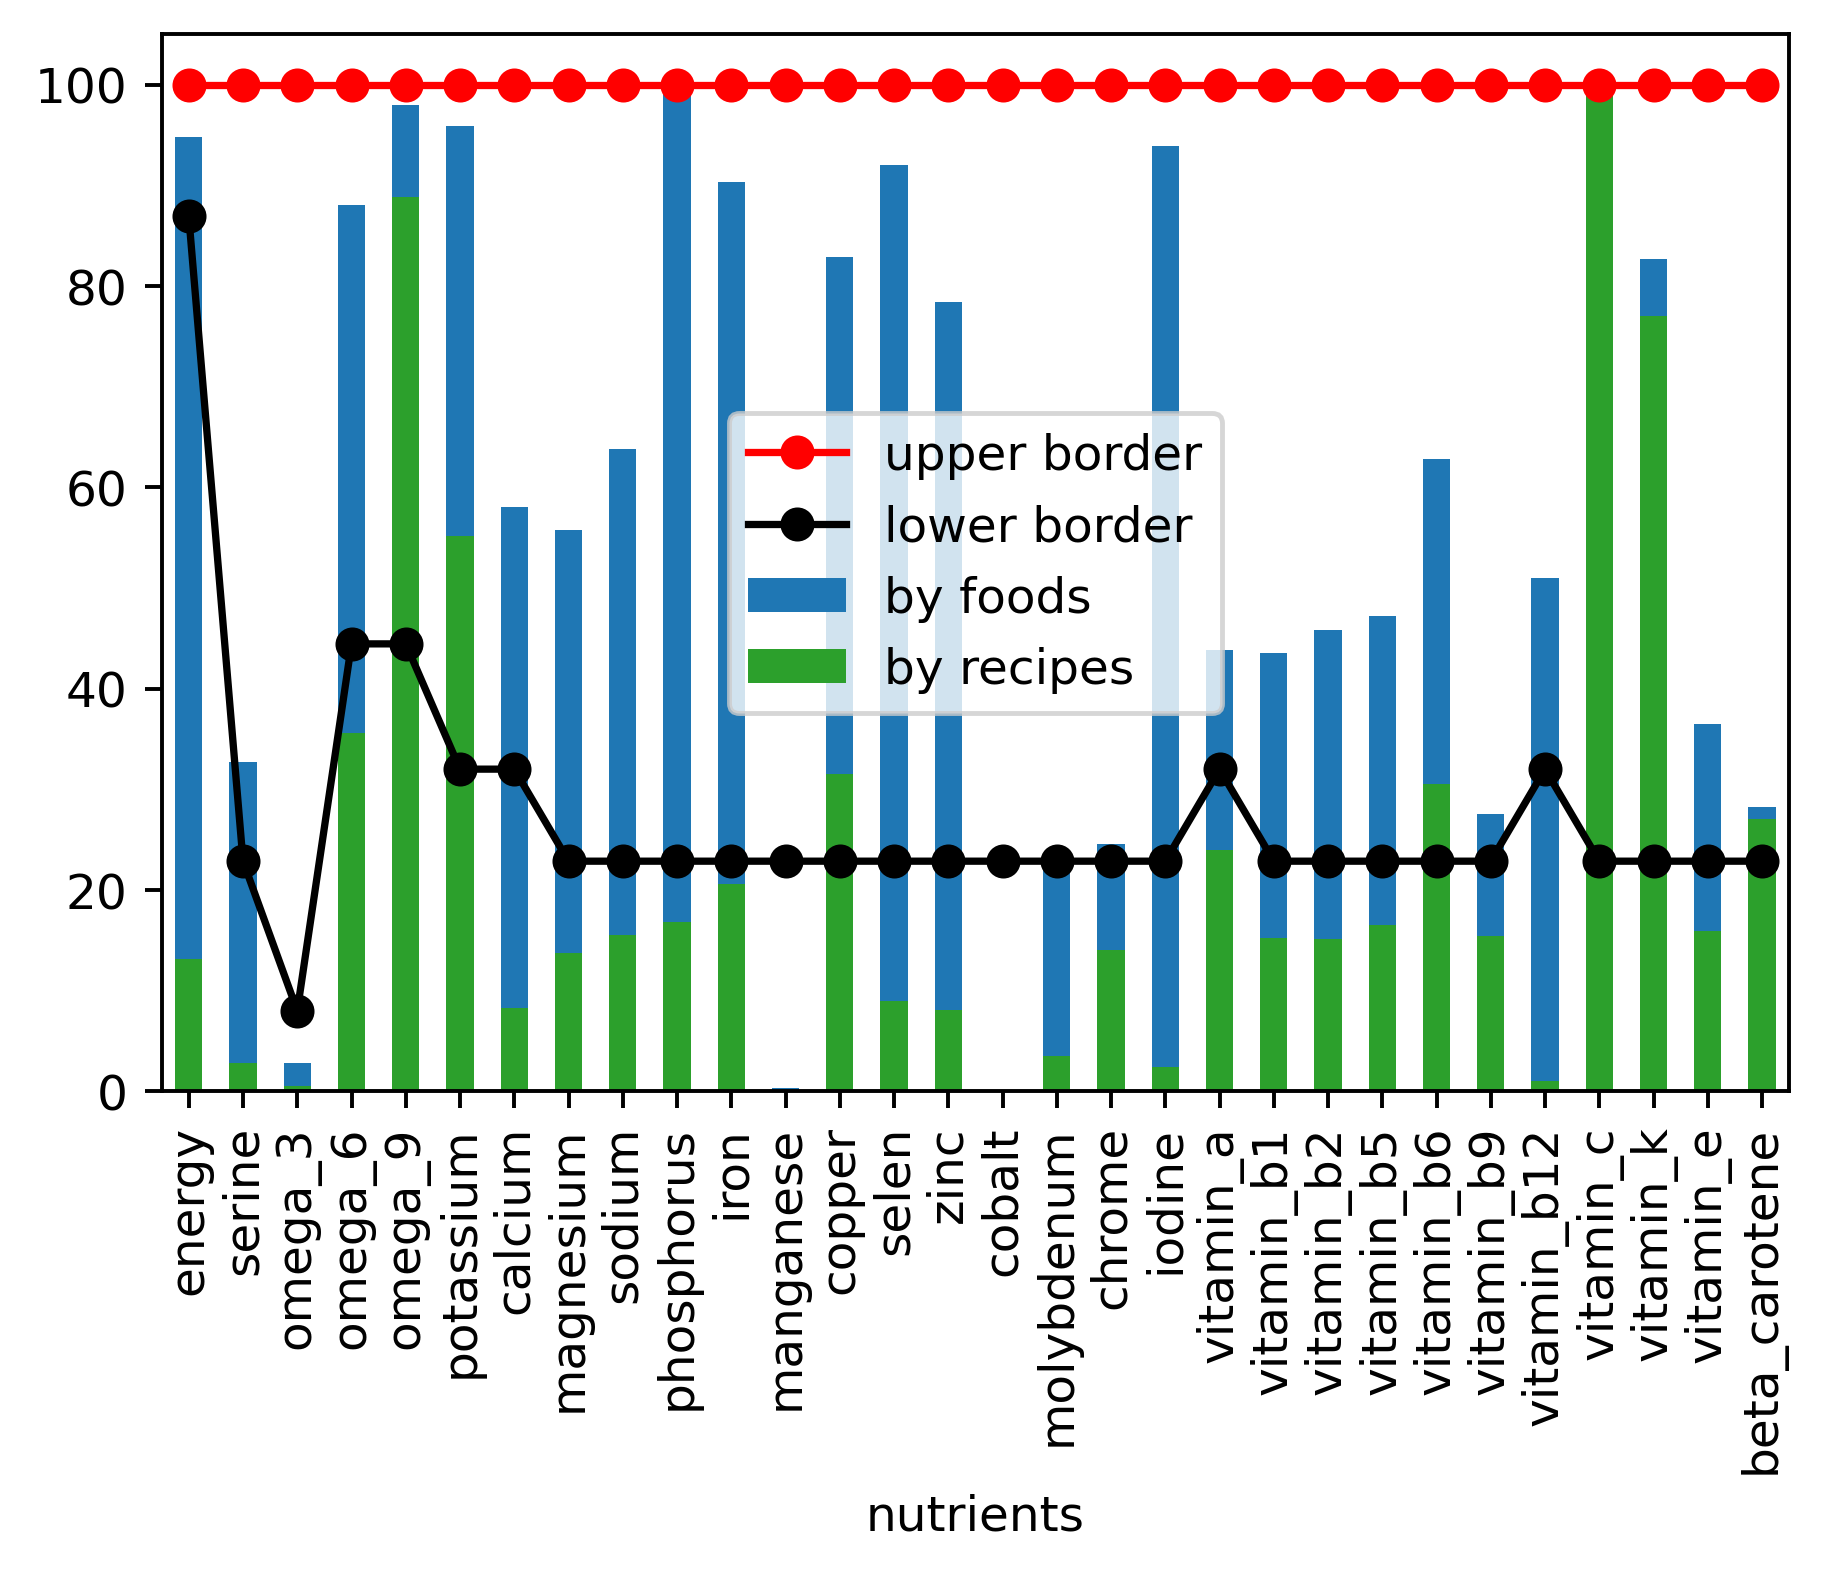 100
80
60
40
20
0
upper border
lower border
by foods
by recipes
energy
serine
omega_3
omega_6
omega_9
potassium
calcium
magnesium
sodium
phosphorus
iron
manganese
copper
selen
zinc
cobalt
molybdenum
chrome
iodine
vitamin_a
vitamin_b1
vitamin_b2
vitamin_b5
vitamin_b6
vitamin_b9
vitamin_b12
vitamin_c
vitamin_k
vitamin_e
beta_carotene
nutrients